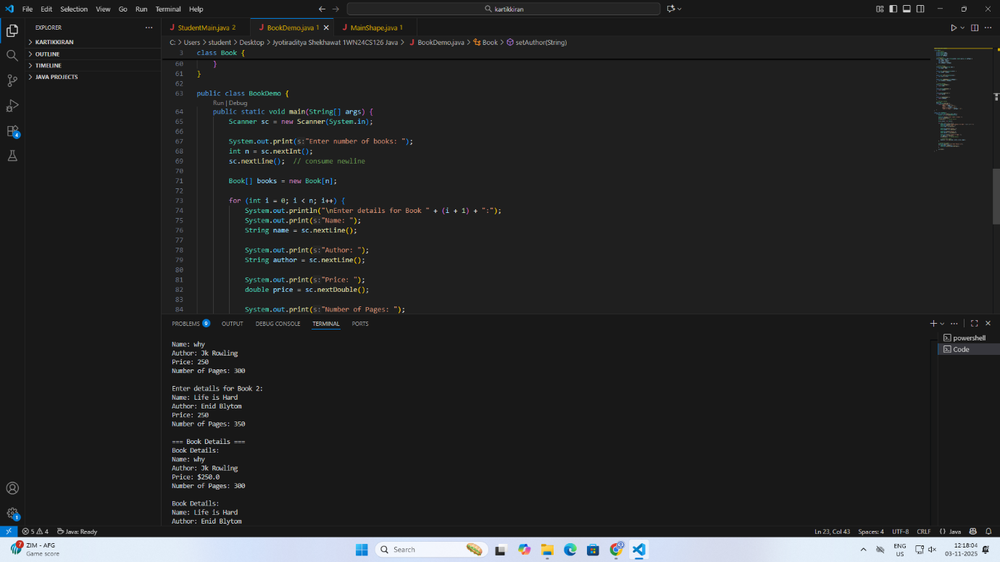 File Edit Selection View Go Run Terminal Help
kartikkiran
EXPLORER
KARTIKKIRAN
OUTLINE
TIMELINE
JAVA PROJECTS
StudentMain.java 2
BookDemo.java 1
MainShape.java 1
C: > Users > student > Desktop > Jyotiraditya Shekhawat 1WN24CS126 Java > BookDemo.java > Book > setAuthor(String)
3 class Book {
60 }
61 }
62
63 public class BookDemo {
Run | Debug
64 public static void main(String[] args) {
65 Scanner sc = new Scanner(System.in);
66
67 System.out.print(s:"Enter number of books: ");
68 int n = sc.nextInt();
69 sc.nextLine();  // consume newline
70
71 Book[] books = new Book[n];
72
73 for (int i = 0; i < n; i++) {
74 System.out.println("\nEnter details for Book " + (i + 1) + ":");
75 System.out.print(s:"Name: ");
76 String name = sc.nextLine();
77
78 System.out.print(s:"Author: ");
79 String author = sc.nextLine();
80
81 System.out.print(s:"Price: ");
82 double price = sc.nextDouble();
83
84 System.out.print(s:"Number of Pages: ");
PROBLEMS 9 OUTPUT DEBUG CONSOLE TERMINAL PORTS
powershell
Code
Name: why
Author: Jk Rowling
Price: 250
Number of Pages: 300
Enter details for Book 2:
Name: Life is Hard
Author: Enid Blytom
Price: 250
Number of Pages: 350
=== Book Details ===
Book Details:
Name: why
Author: Jk Rowling
Price: $250.0
Number of Pages: 300
Book Details:
Name: Life is Hard
Author: Enid Blytom
4
1
5 4 Java: Ready
Ln 23, Col 43 Spaces: 4 UTF-8 CRLF {} Java
7
ZIM - AFG
Game score
Search
ENG
US
12:18:04
03-11-2025